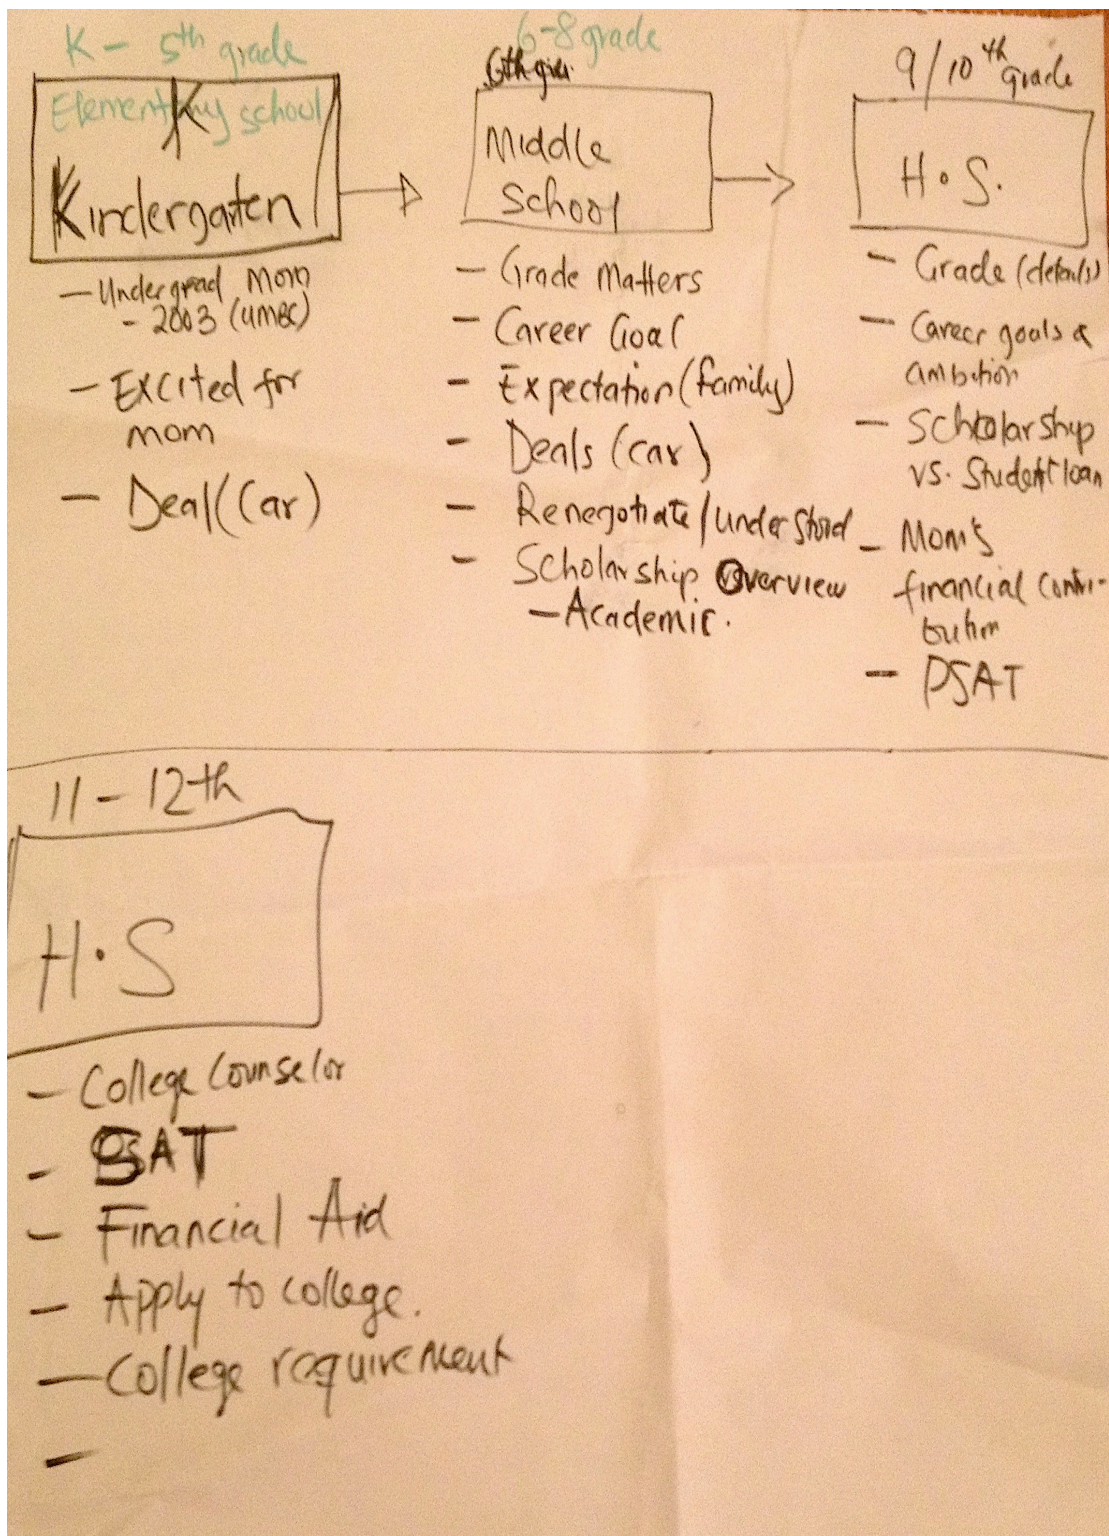 K - 5th grade
Elementary school
K
Kindergarten
- Undergrad Mom
- 2003 (UMBC)
- Excited for
mom
- Deal (Car)
6-8 grade
6th
Middle
School
- Grade Matters
- Career Goal
- Expectation (family)
- Deals (car)
- Renegotiate/Understood
- Scholarship Overview
- Academic.
9/10th grade
H.S.
- Grade (details)
- Career goals &
ambition
- Scholarship
vs. Student loan
- Mom's
financial contri-
bution
- PSAT
11-12th
H.S
- College Counselor
- SAT
- Financial Aid
- Apply to college.
- College requirement
-